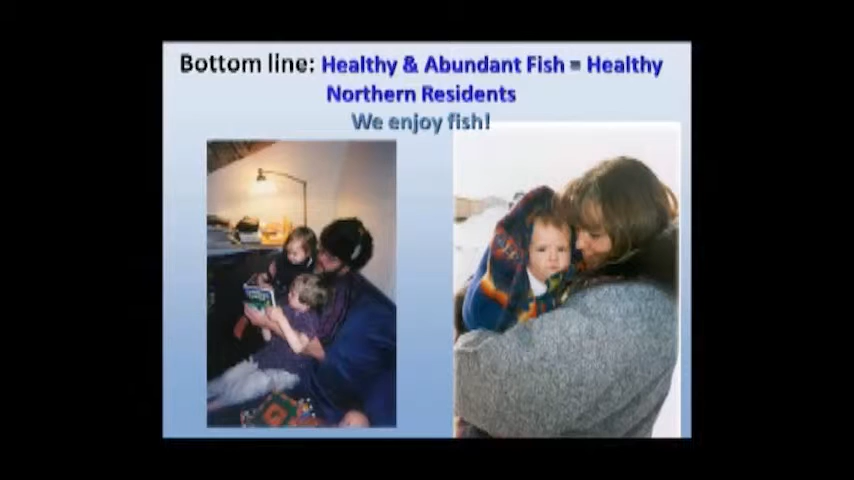 Bottom line: Healthy & Abundant Fish = Healthy
Northern Residents
We enjoy fish!